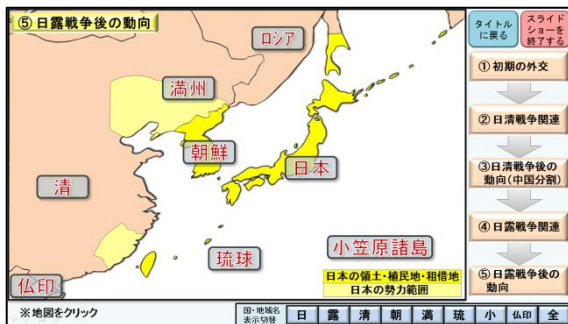 ⑤日露戦争後の動向
ロシア
満州
朝鮮
日本
清
琉球
小笠原諸島
仏印
日本の領土・植民地・租借地
日本の勢力範囲
タイトル
に戻る
スライド
ショーを
終了する
①初期の外交
②日清戦争関連
③日清戦争後の
動向(中国分割)
④日露戦争関連
⑤日露戦争後の
動向
※地図をクリック
国・地域名
表示切替
日 露 清 朝 満 琉 小 仏印 全